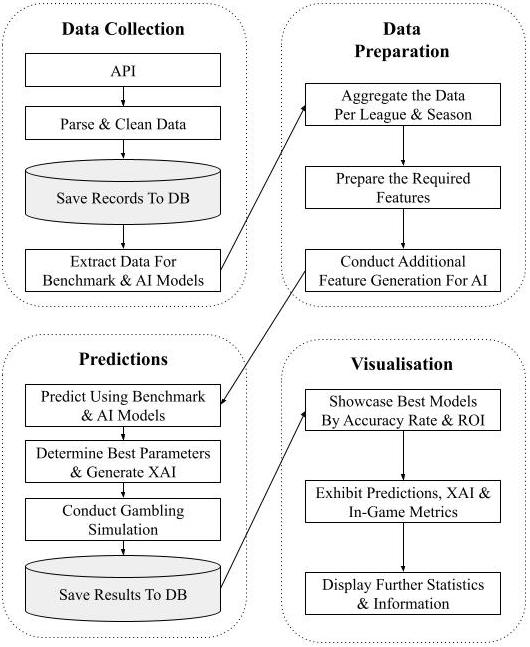 Data Collection
API
Parse & Clean Data
Save Records To DB
Extract Data For
Benchmark & AI Models
Data
Preparation
Aggregate the Data
Per League & Season
Prepare the Required
Features
Conduct Additional
Feature Generation For AI
Predictions
Predict Using Benchmark
& AI Models
Determine Best Parameters
& Generate XAI
Conduct Gambling
Simulation
Save Results To DB
Visualisation
Showcase Best Models
By Accuracy Rate & ROI
Exhibit Predictions, XAI &
In-Game Metrics
Display Further Statistics
& Information